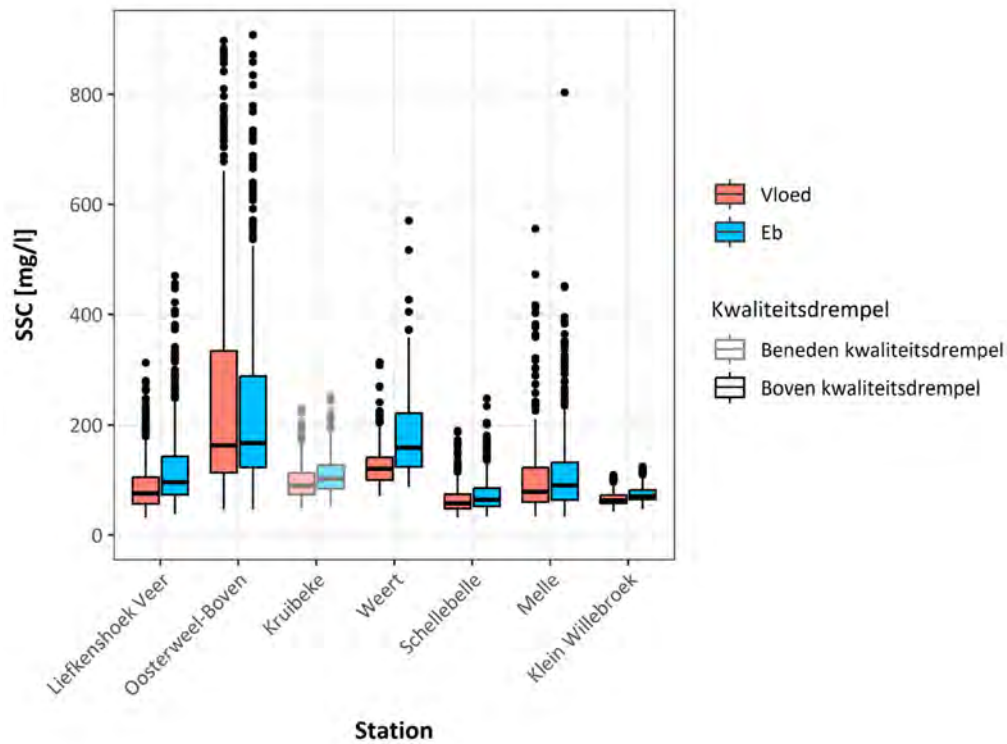 SSC [mg/l]
800
600
400
200
0
Liefkenshoek Veer
Oosterweel-Boven
Kruibeke
Weert
Schellebelle
Melle
Klein Willebroek
Station
Vloed
Eb
Kwaliteitsdrempel
Beneden kwaliteitsdrempel
Boven kwaliteitsdrempel